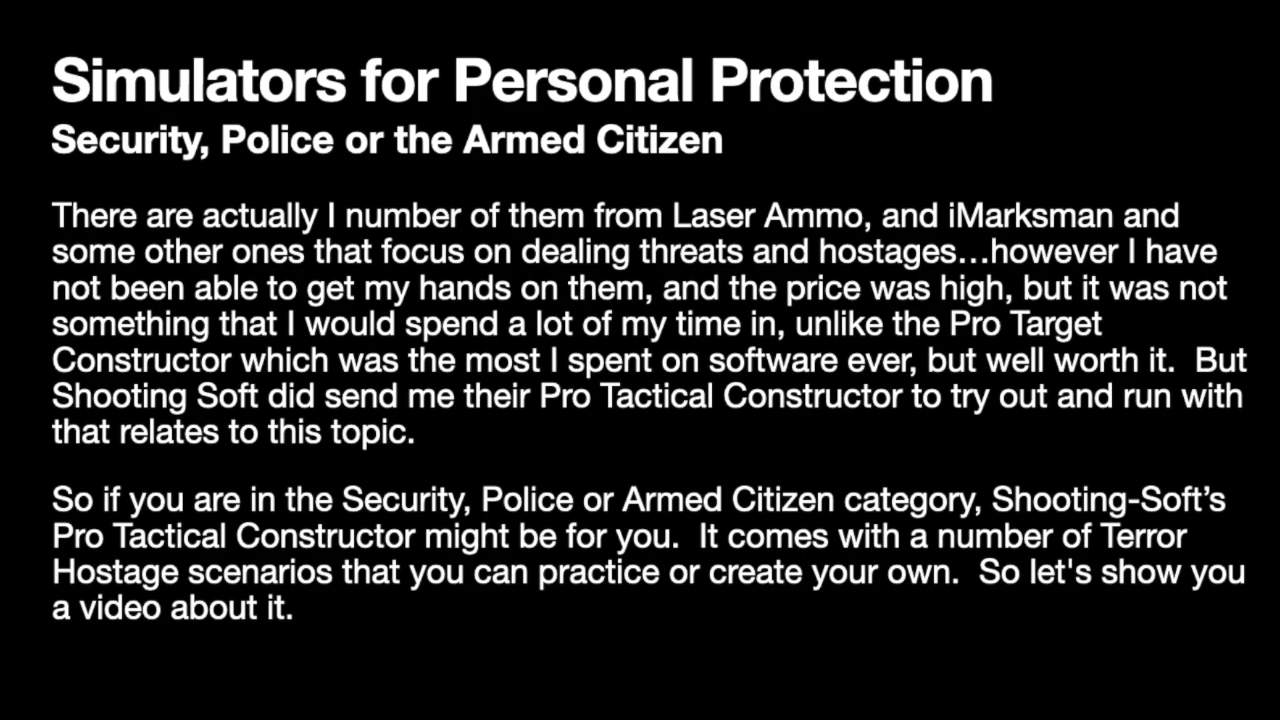 Simulators for Personal Protection
Security, Police or the Armed Citizen
There are actually I number of them from Laser Ammo, and iMarksman and
some other ones that focus on dealing threats and hostages…however I have
not been able to get my hands on them, and the price was high, but it was not
something that I would spend a lot of my time in, unlike the Pro Target
Constructor which was the most I spent on software ever, but well worth it.  But
Shooting Soft did send me their Pro Tactical Constructor to try out and run with
that relates to this topic.
So if you are in the Security, Police or Armed Citizen category, Shooting-Soft’s
Pro Tactical Constructor might be for you.  It comes with a number of Terror
Hostage scenarios that you can practice or create your own.  So let's show you
a video about it.